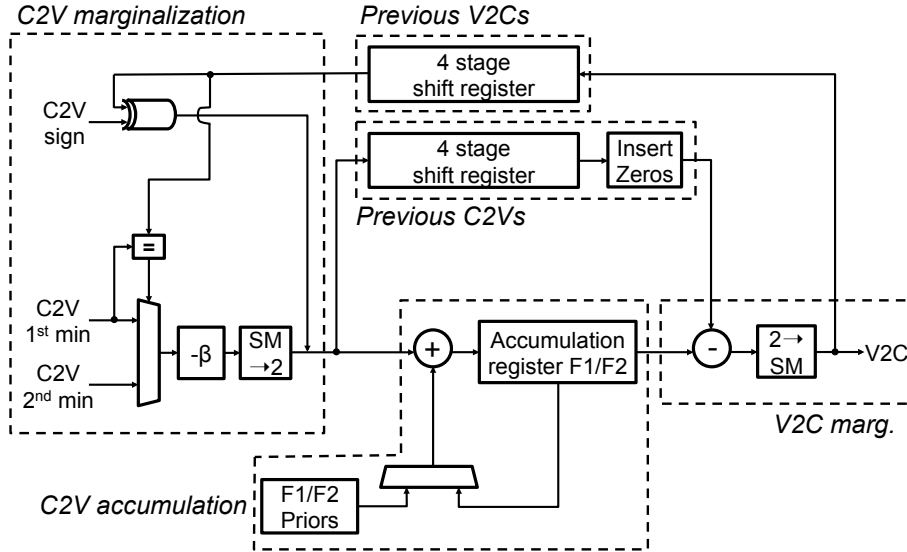 C2V marginalization
Previous V2Cs
4 stage
shift register
C2V
sign
4 stage
shift register
Insert
Zeros
Previous C2Vs
=
C2V
1st min
-β
SM
→2
C2V
2nd min
+
Accumulation
register F1/F2
-
2→
SM
V2C
V2C marg.
C2V accumulation
F1/F2
Priors